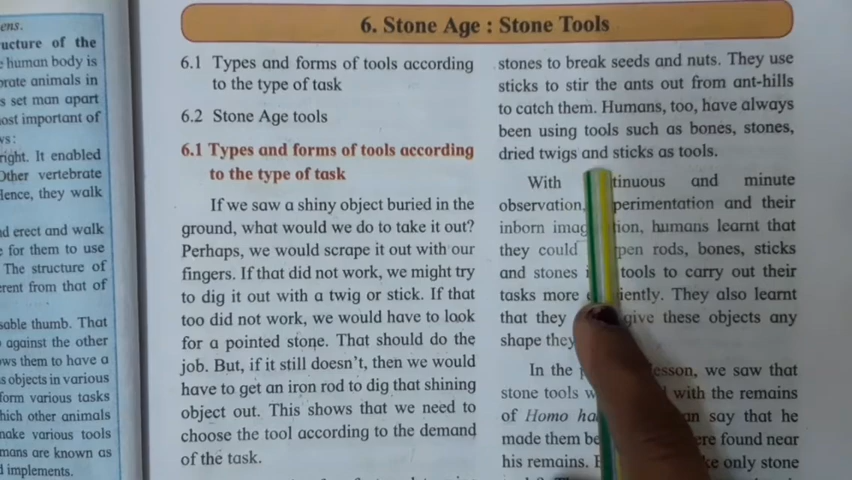 ens.
ucture of the
human body is
rate animals in
s set man apart
ost important of
ws:
right. It enabled
Other vertebrate
Hence, they walk
nd erect and walk
for them to use
The structure of
erent from that of
sable thumb. That
against the other
ows them to have a
s objects in various
form various tasks
hich other animals
make various tools
mans are known as
implements.
6. Stone Age : Stone Tools
6.1 Types and forms of tools according
to the type of task
6.2 Stone Age tools
6.1 Types and forms of tools according
to the type of task
If we saw a shiny object buried in the
ground, what would we do to take it out?
Perhaps, we would scrape it out with our
fingers. If that did not work, we might try
to dig it out with a twig or stick. If that
too did not work, we would have to look
for a pointed stone. That should do the
job. But, if it still doesn't, then we would
have to get an iron rod to dig that shining
object out. This shows that we need to
choose the tool according to the demand
of the task.
stones to break seeds and nuts. They use
sticks to stir the ants out from ant-hills
to catch them. Humans, too, have always
been using tools such as bones, stones,
dried twigs and sticks as tools.
With tinuous and minute
observation, perimentation and their
inborn imag tion, humans learnt that
they could pen rods, bones, sticks
and stones tools to carry out their
tasks more iently. They also learnt
that they give these objects any
shape they
In the esson, we saw that
stone tools with the remains
of Homo ha an say that he
made them be ere found near
his remains. ke only stone